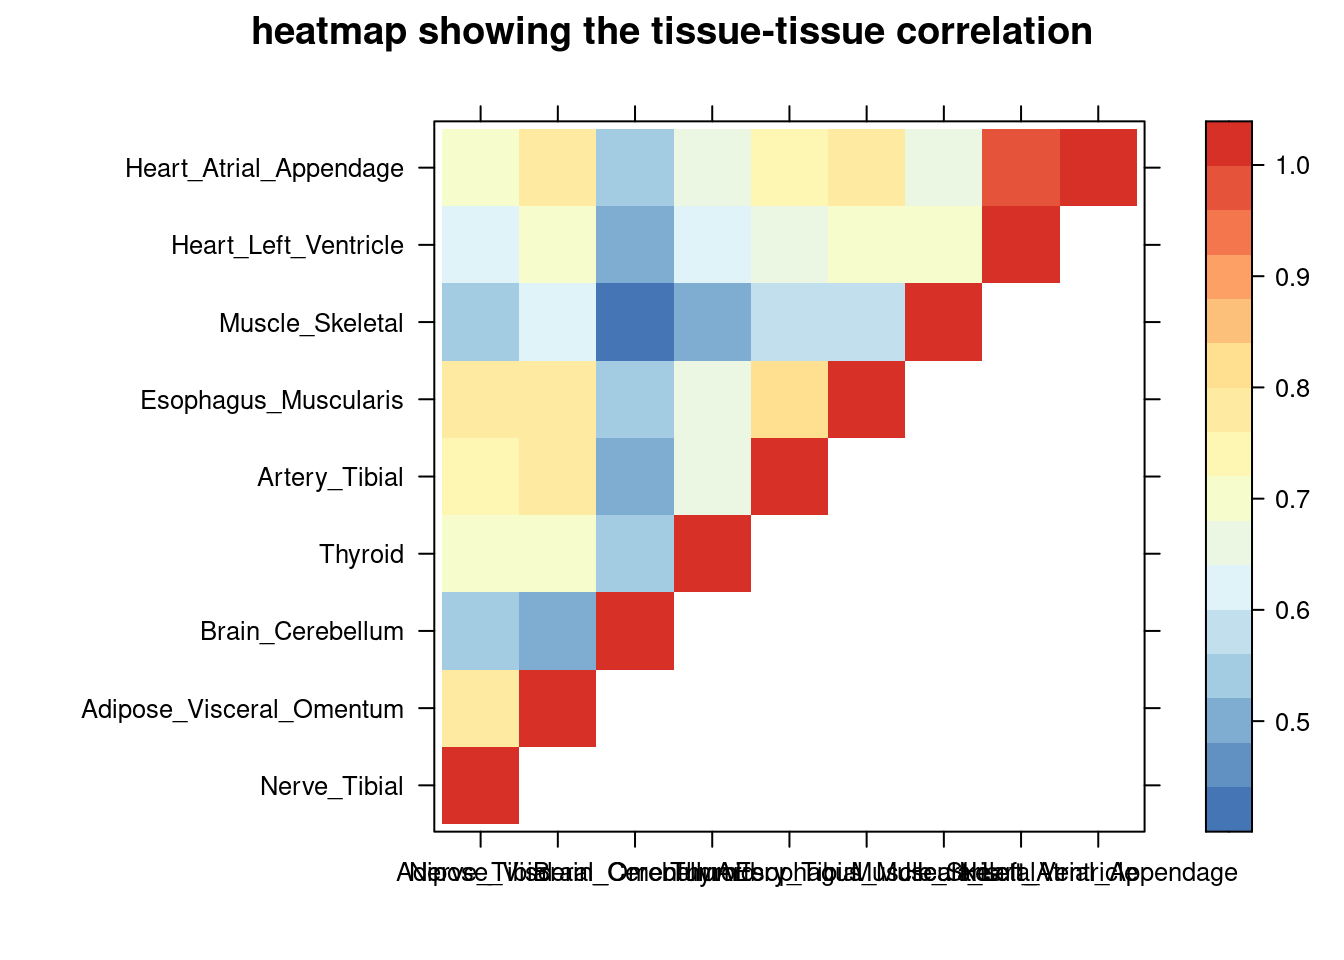 heatmap showing the tissue-tissue correlation
Heart_Atrial_Appendage
Heart_Left_Ventricle
Muscle_Skeletal
Esophagus_Muscularis
Artery_Tibial
Thyroid
Brain_Cerebellum
Adipose_Visceral_Omentum
Nerve_Tibial
1.0
0.9
0.8
0.7
0.6
0.5